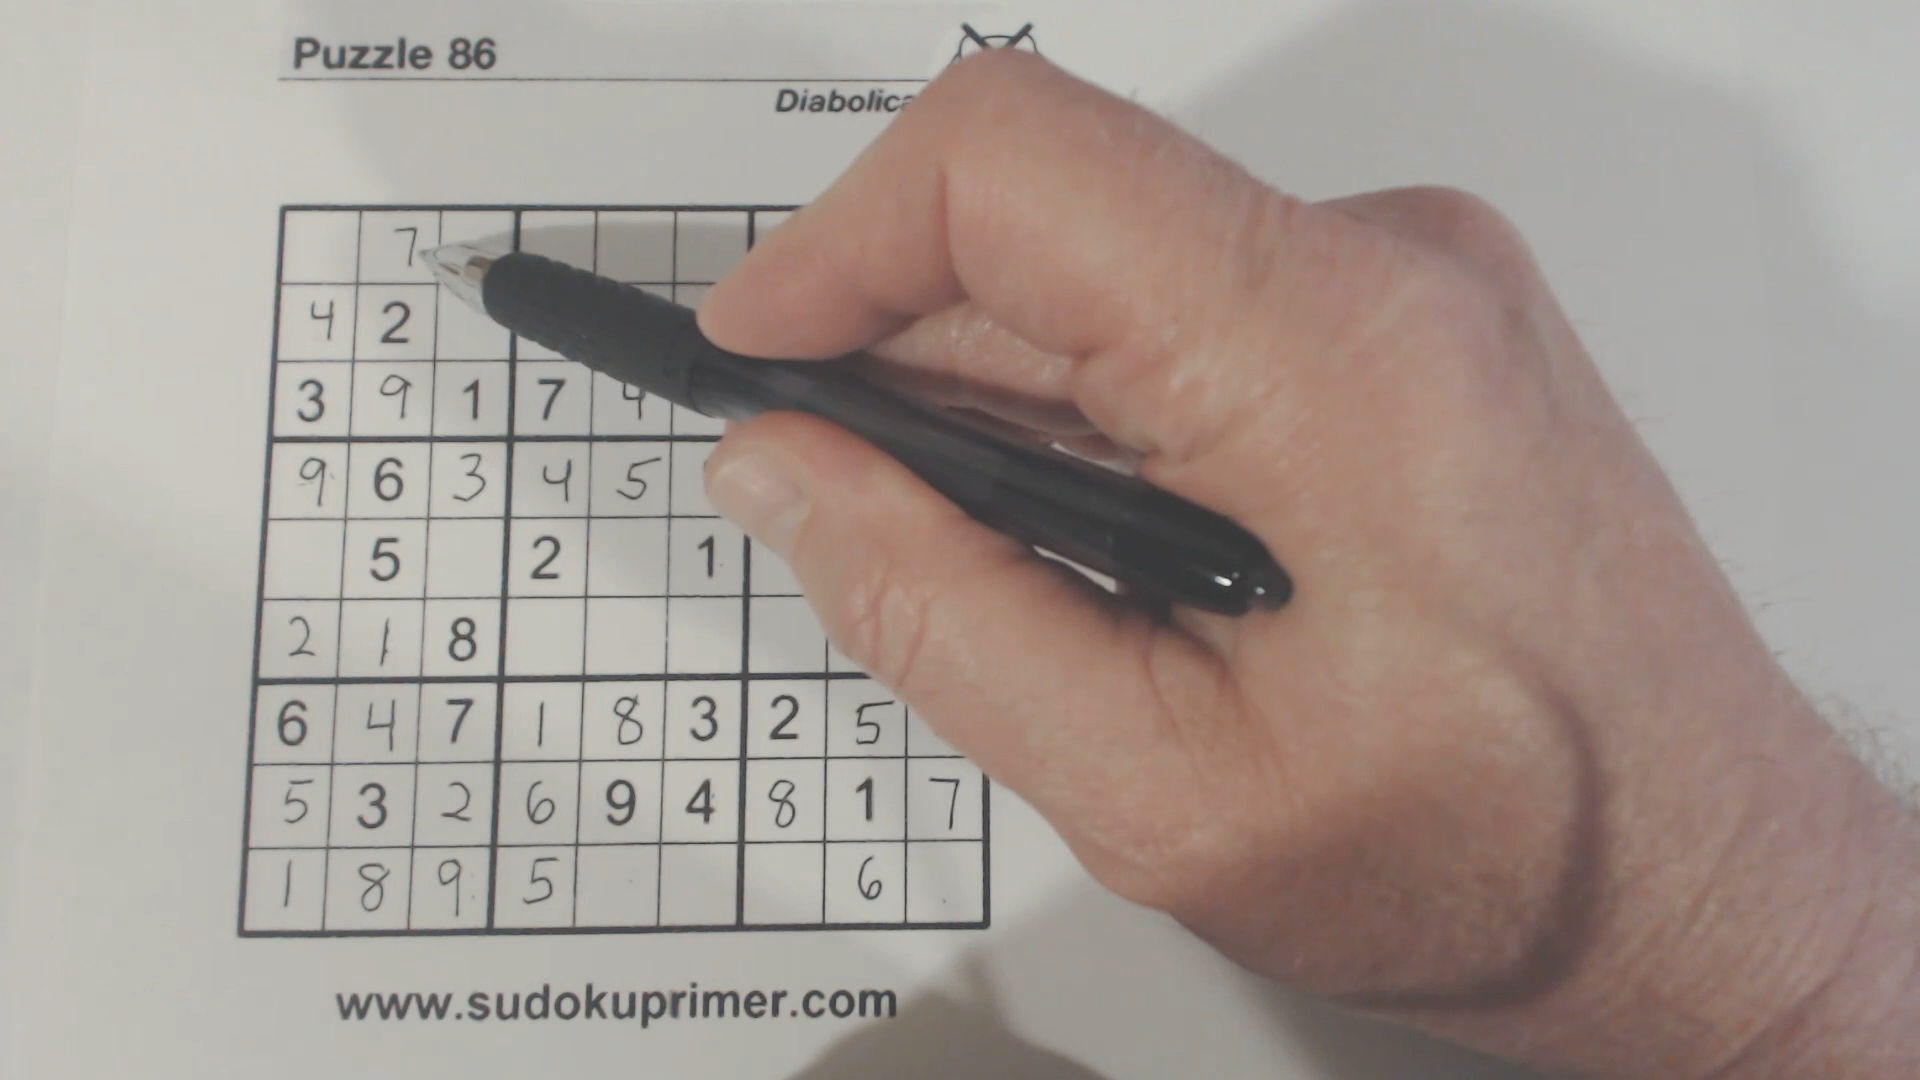 Puzzle 86
7
4 2
3 9 1 7 4
9 6 3 4 5
5 2 1
2 1 8
6 4 7 1 8 3 2 5
5 3 2 6 9 4 8 1 7
1 8 9 5 6
www.sudokuprimer.com